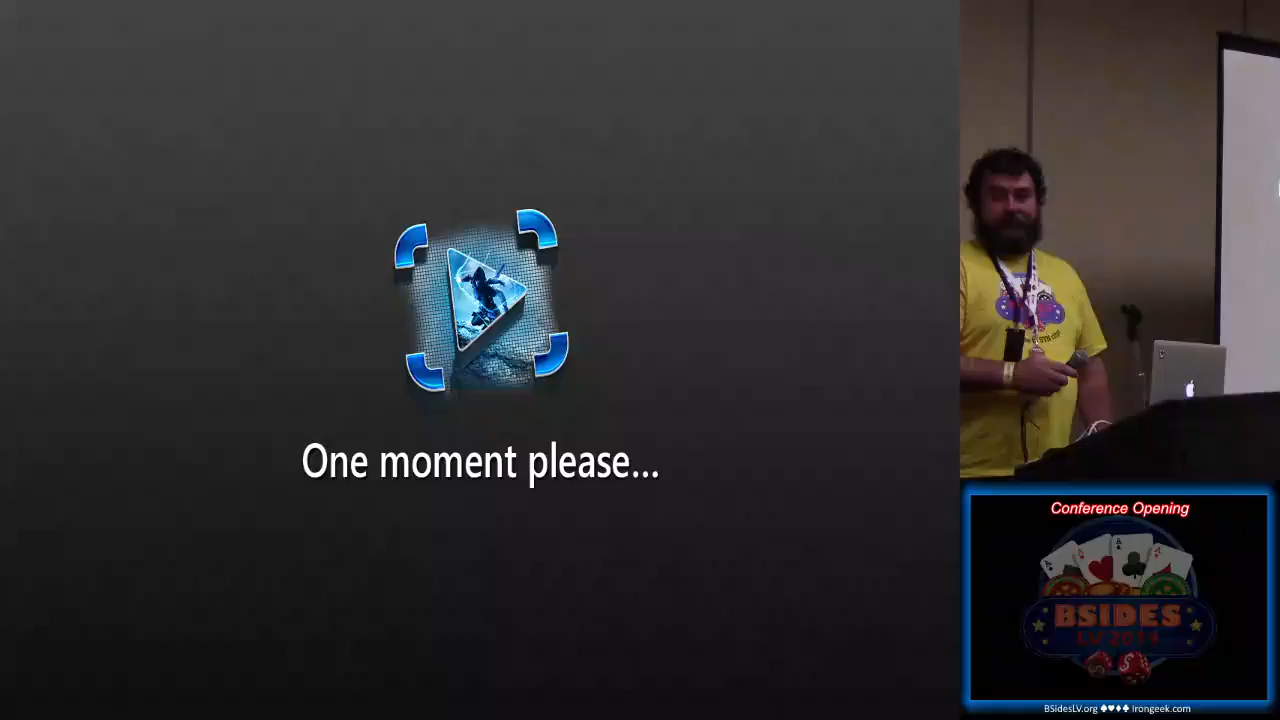 One moment please...
Conference Opening
BSIDES
LV 2014
BSidesLV.org ♠♥♦♣ Irongeek.com